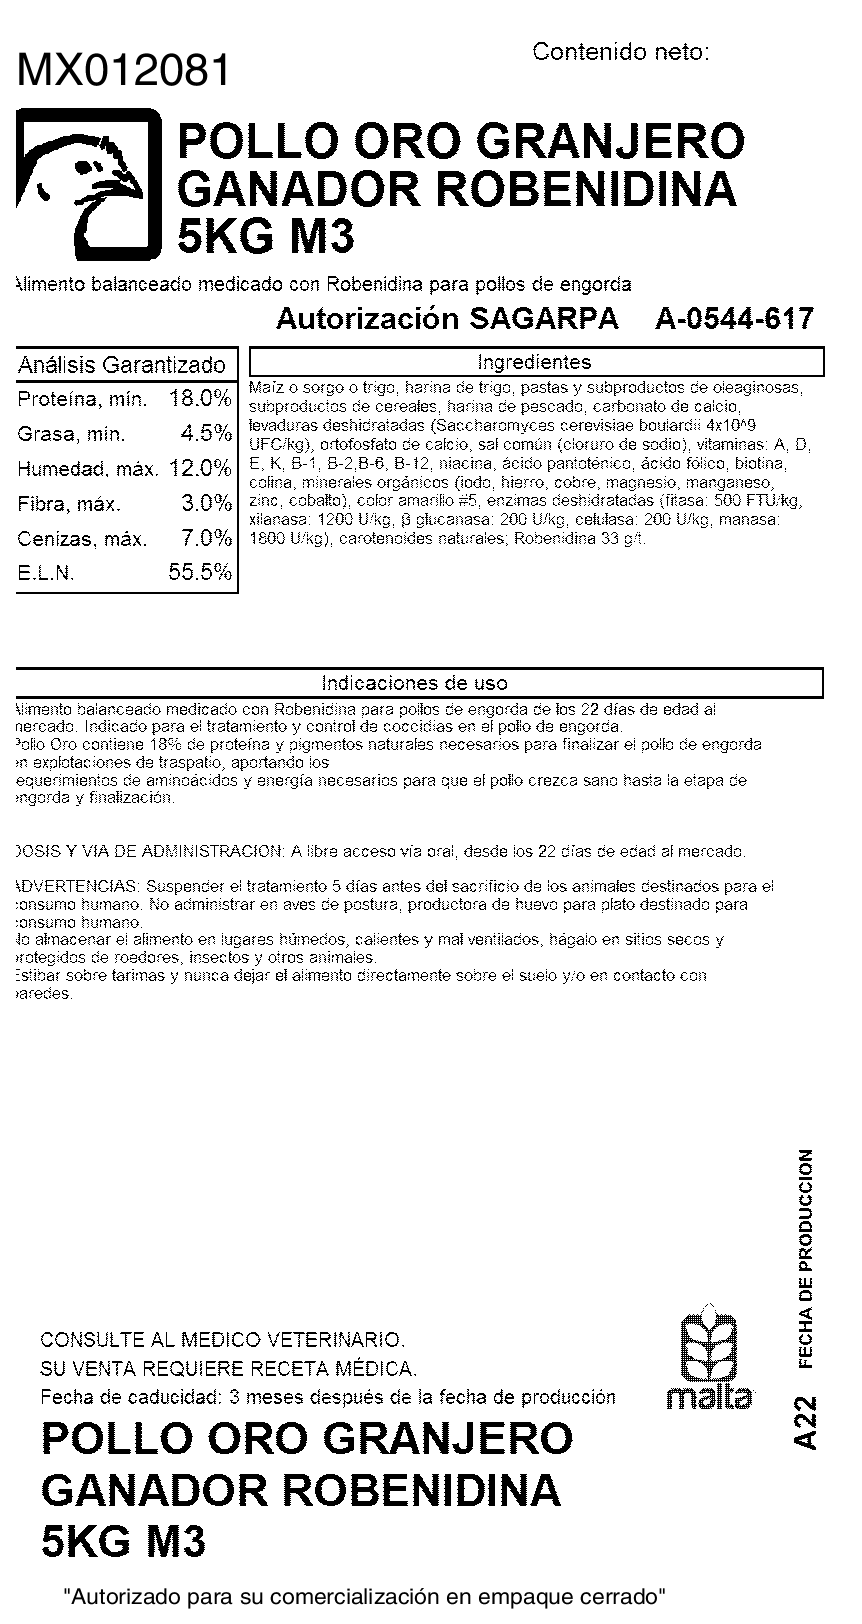 Contenido neto:
MX012081
POLLO ORO GRANJERO
GANADOR ROBENIDINA
5KG M3
Alimento balanceado medicado con Robenidina para pollos de engorda
Autorización SAGARPA A-0544-617
Análisis Garantizado
Proteína, mín. 18.0%
Grasa, mín. 4.5%
Humedad, máx. 12.0%
Fibra, máx. 3.0%
Cenizas, máx. 7.0%
E.L.N. 55.5%
Ingredientes
Maíz o sorgo o trigo, harina de trigo, pastas y subproductos de oleaginosas,
subproductos de cereales, harina de pescado, carbonato de calcio,
levaduras deshidratadas (Saccharomyces cerevisiae boulardii 4x10^9
UFC/kg), ortofosfato de calcio, sal común (cloruro de sodio), vitaminas: A, D,
E, K, B-1, B-2,B-6, B-12, niacina, ácido pantoténico, ácido fólico, biotina,
colina, minerales orgánicos (iodo, hierro, cobre, magnesio, manganeso,
zinc, cobalto), color amarillo #5, enzimas deshidratadas (fitasa: 500 FTU/kg,
xilanasa: 1200 U/kg, β glucanasa: 200 U/kg, celulasa: 200 U/kg, manasa:
1800 U/kg), carotenoides naturales; Robenidina 33 g/t.
Indicaciones de uso
Alimento balanceado medicado con Robenidina para pollos de engorda de los 22 días de edad al
mercado. Indicado para el tratamiento y control de coccidias en el pollo de engorda.
Pollo Oro contiene 18% de proteína y pigmentos naturales necesarios para finalizar el pollo de engorda
en explotaciones de traspatio, aportando los
requerimientos de aminoácidos y energía necesarios para que el pollo crezca sano hasta la etapa de
engorda y finalización.
DOSIS Y VIA DE ADMINISTRACION: A libre acceso vía oral, desde los 22 días de edad al mercado.
ADVERTENCIAS: Suspender el tratamiento 5 días antes del sacrificio de los animales destinados para el
consumo humano. No administrar en aves de postura, productora de huevo para plato destinado para
consumo humano.
No almacenar el alimento en lugares húmedos, calientes y mal ventilados, hágalo en sitios secos y
protegidos de roedores, insectos y otros animales.
Estibar sobre tarimas y nunca dejar el alimento directamente sobre el suelo y/o en contacto con
paredes.
A22 FECHA DE PRODUCCION
CONSULTE AL MEDICO VETERINARIO.
SU VENTA REQUIERE RECETA MÉDICA.
Fecha de caducidad: 3 meses después de la fecha de producción
malta
POLLO ORO GRANJERO
GANADOR ROBENIDINA
5KG M3
"Autorizado para su comercialización en empaque cerrado"